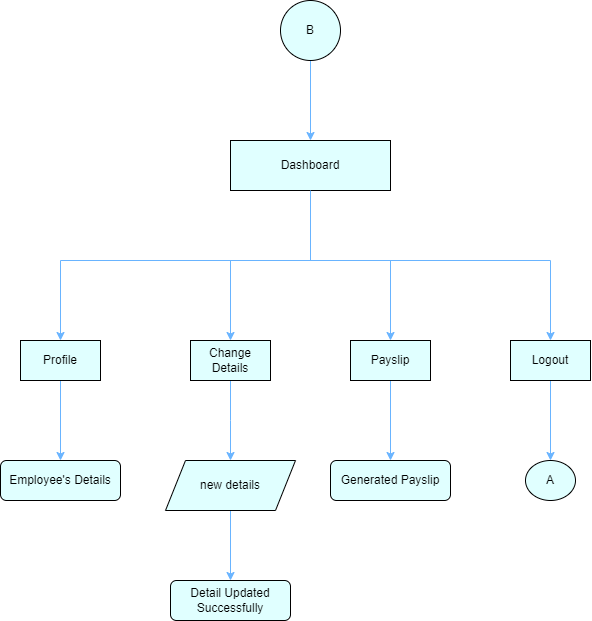 B
Dashboard
Profile
Change
Details
Payslip
Logout
Employee's Details
new details
Generated Payslip
A
Detail Updated
Successfully